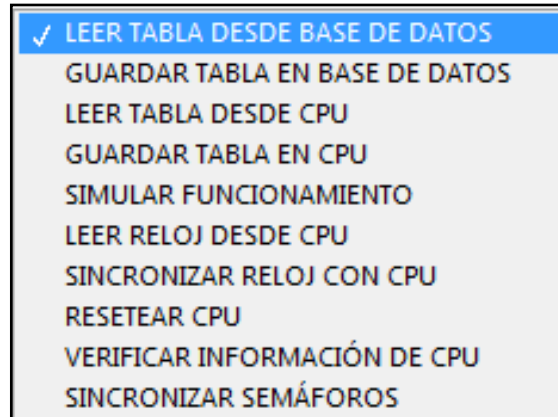 LEER TABLA DESDE BASE DE DATOS
GUARDAR TABLA EN BASE DE DATOS
LEER TABLA DESDE CPU
GUARDAR TABLA EN CPU
SIMULAR FUNCIONAMIENTO
LEER RELOJ DESDE CPU
SINCRONIZAR RELOJ CON CPU
RESETEAR CPU
VERIFICAR INFORMACIÓN DE CPU
SINCRONIZAR SEMÁFOROS